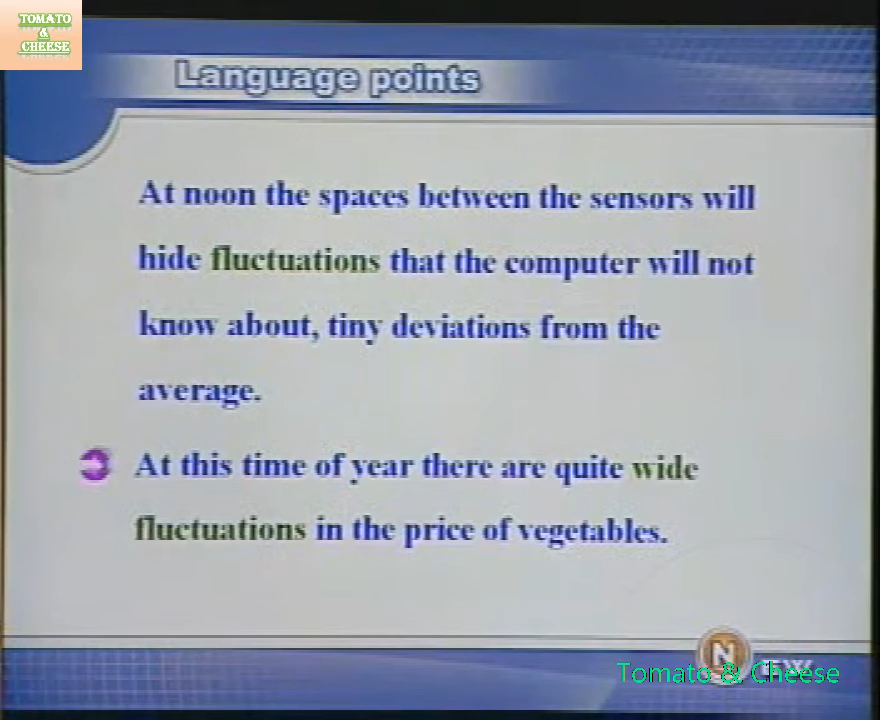 TOMATO
&
CHEESE
Language points
At noon the spaces between the sensors will
hide fluctuations that the computer will not
know about, tiny deviations from the
average.
At this time of year there are quite wide
fluctuations in the price of vegetables.
N
Tomato & Cheese